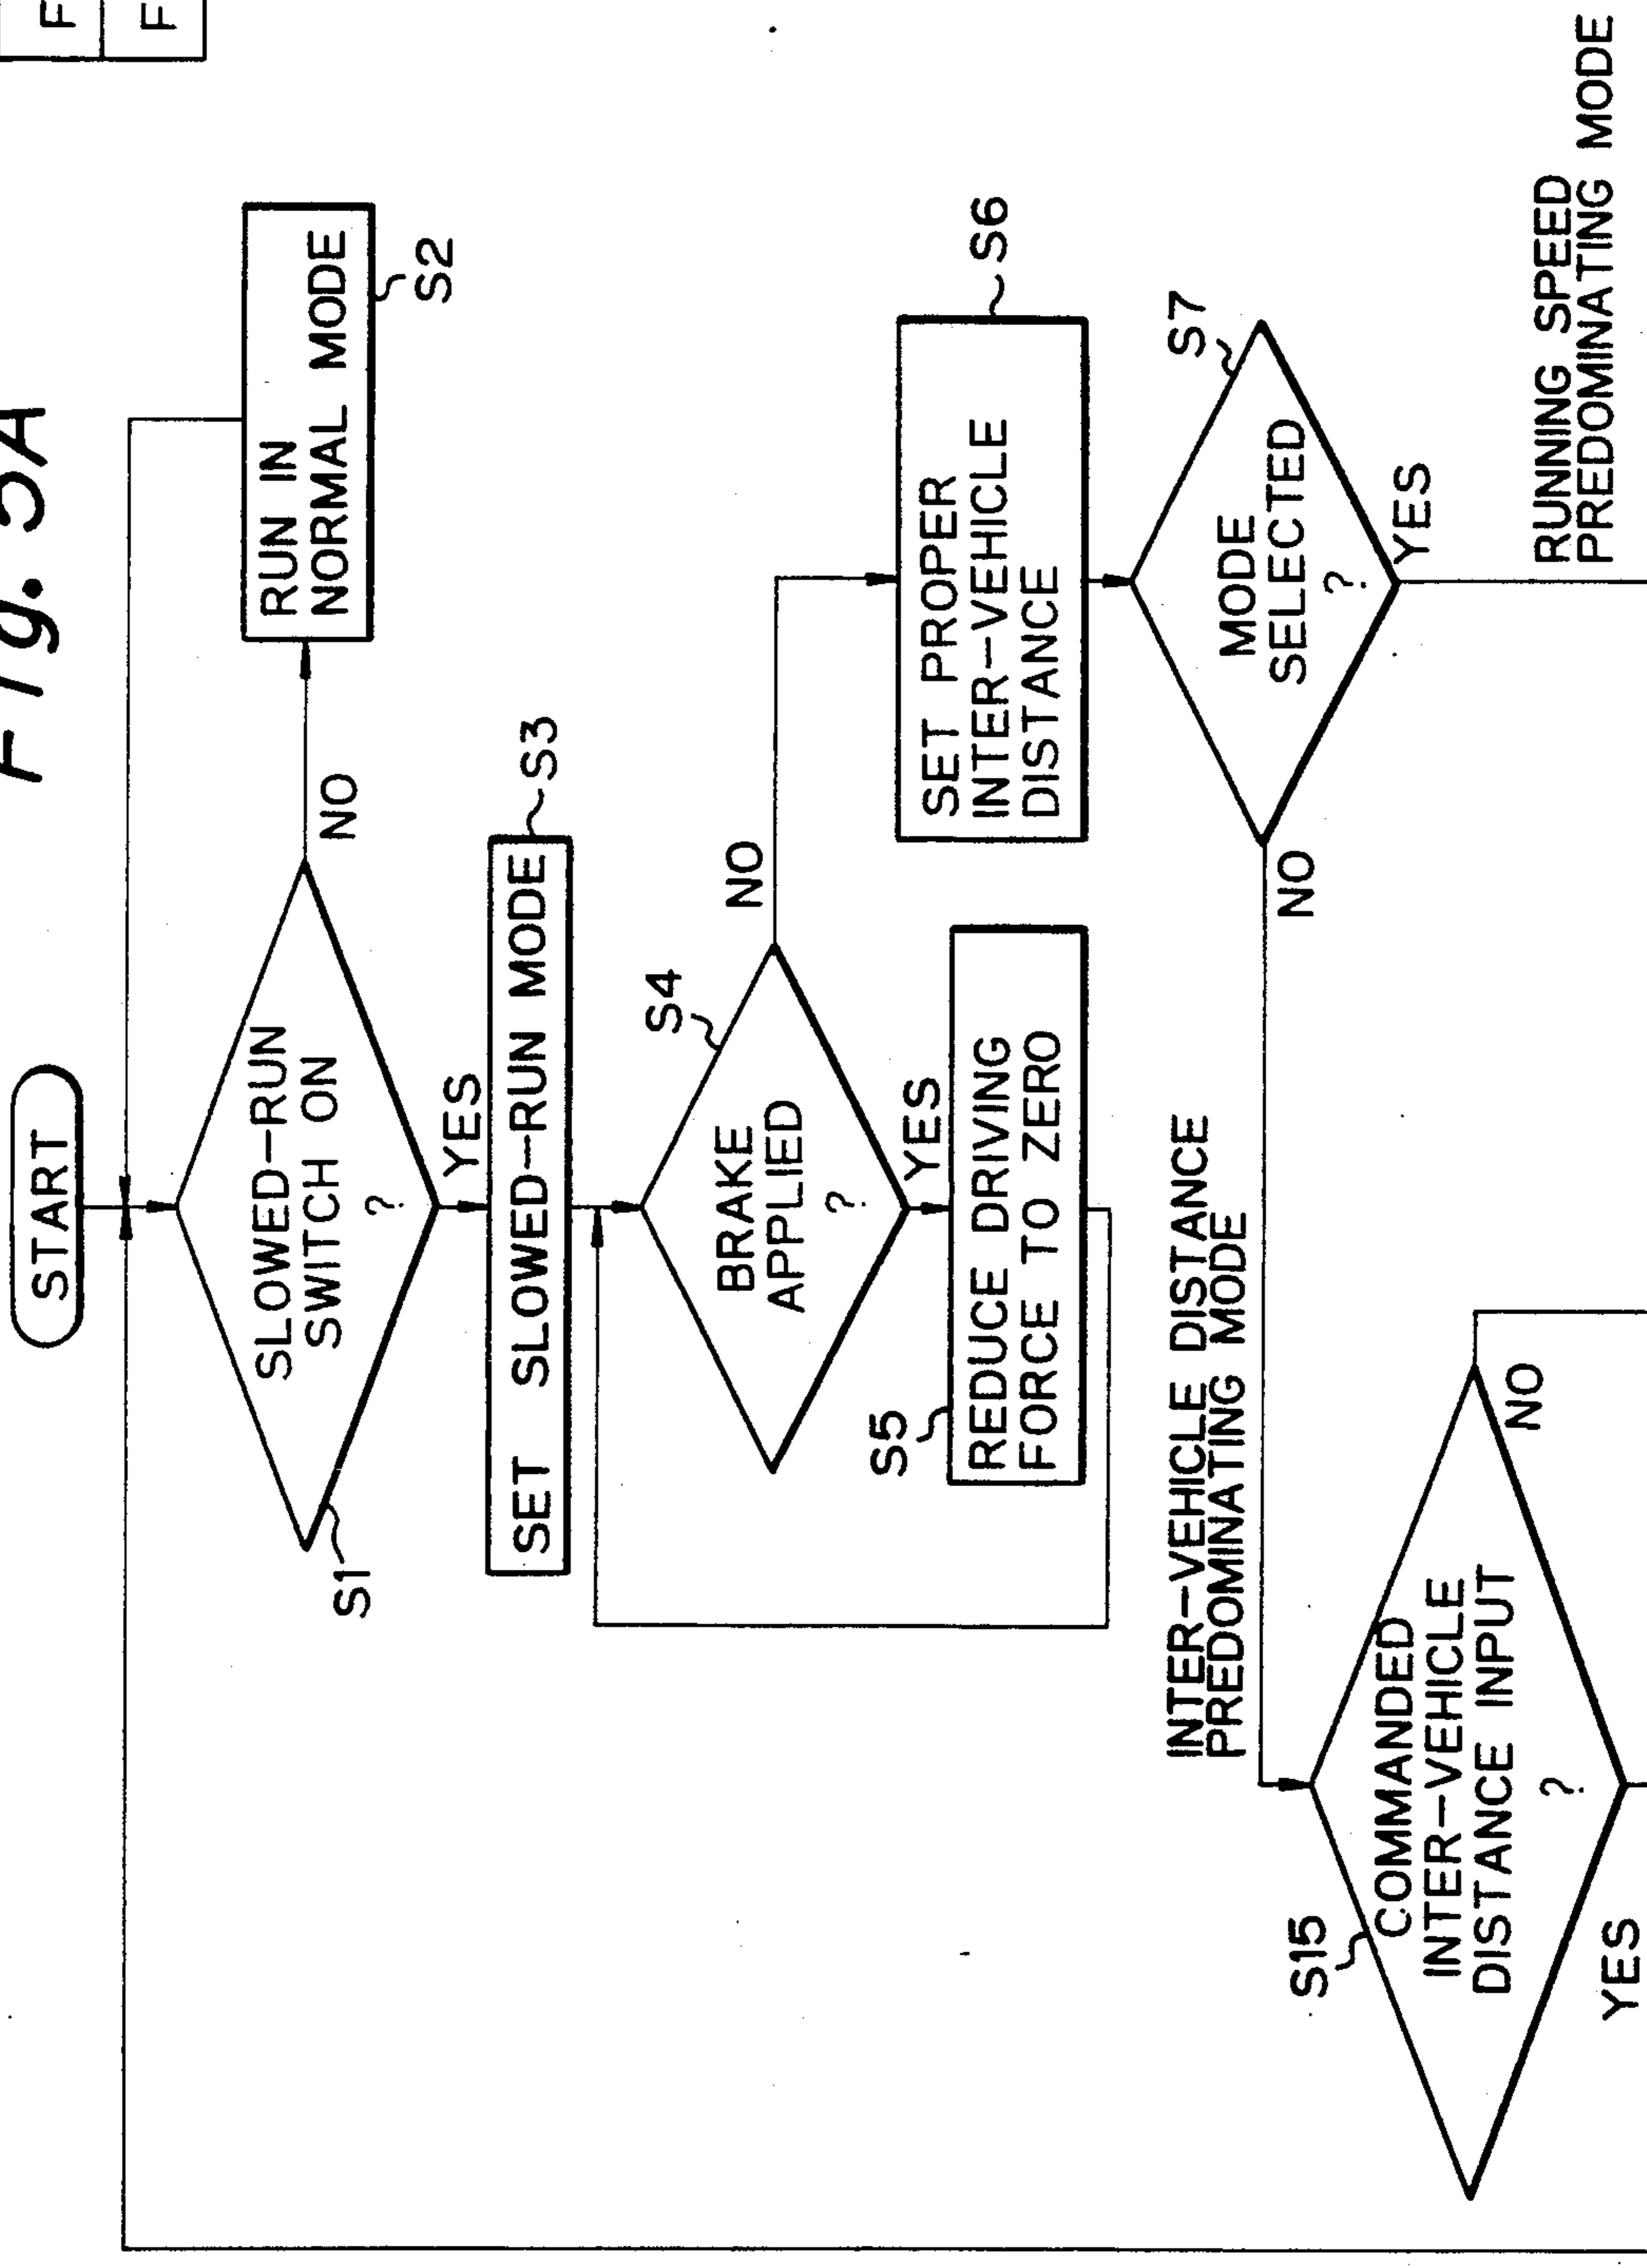 Fig. 5A
F
F
START
SLOWED-RUN
SWITCH ON
?
S1
NO
YES
RUN IN
NORMAL MODE
S2
SET SLOWED-RUN MODE
S3
BRAKE
APPLIED
?
S4
NO
YES
S5
REDUCE DRIVING
FORCE TO ZERO
SET PROPER
INTER-VEHICLE
DISTANCE
S6
MODE
SELECTED
?
S7
NO
YES
INTER-VEHICLE DISTANCE
PREDOMINATING MODE
RUNNING SPEED
PREDOMINATING MODE
S15
COMMANDED
INTER-VEHICLE
DISTANCE INPUT
?
NO
YES